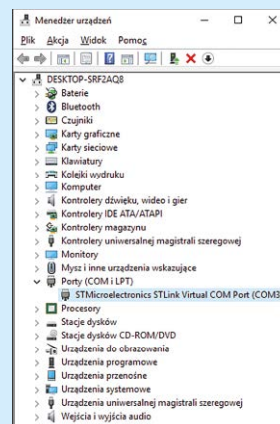 Menedżer urządzeń
Plik Akcja Widok Pomoc
DESKTOP-SRF2AQ8
Baterie
Bluetooth
Czujniki
Karty graficzne
Karty sieciowe
Klawiatury
Kolejki wydruku
Komputer
Kontrolery dźwięku, wideo i gier
Kontrolery IDE ATA/ATAPI
Kontrolery magazynu
Kontrolery uniwersalnej magistrali szeregowej
Monitory
Mysz i inne urządzenia wskazujące
Porty (COM i LPT)
STMicroelectronics STLink Virtual COM Port (COM3
Procesory
Stacje dysków
Stacje dysków CD-ROM/DVD
Urządzenia do obrazowania
Urządzenia programowe
Urządzenia przenośne
Urządzenia systemowe
Urządzenia uniwersalnej magistrali szeregowej
Wejścia i wyjścia audio